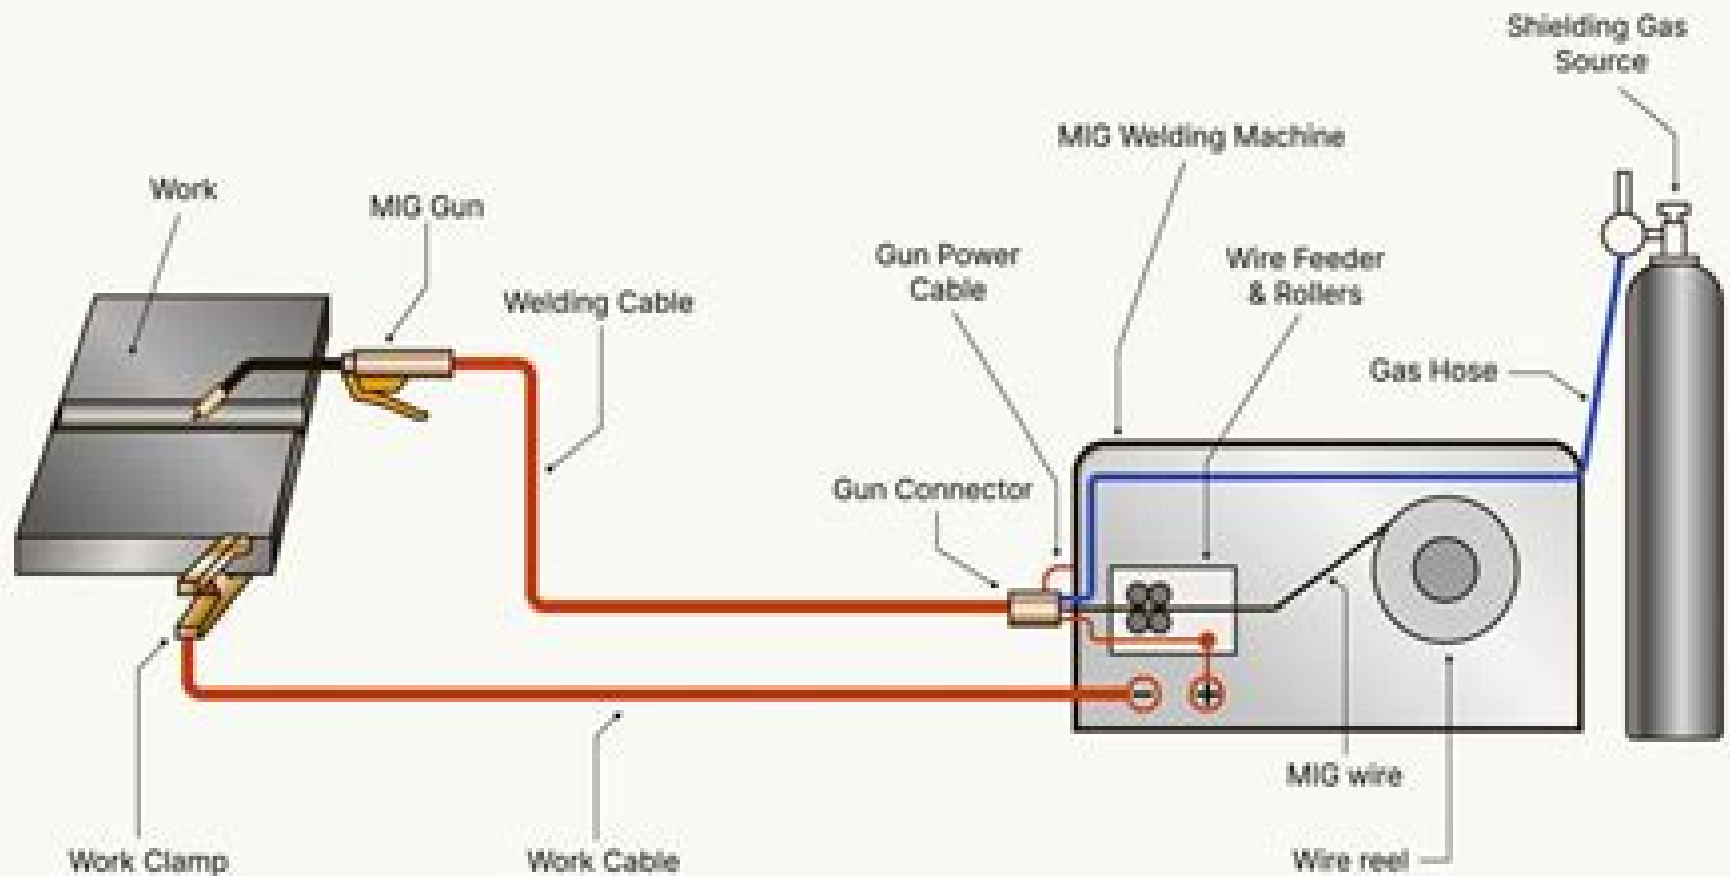 Shielding Gas
Source
MIG Welding Machine
Work
MIG Gun
Gun Power
Cable
Wire Feeder
& Rollers
Welding Cable
Gas Hose
Gun Connector
MIG wire
Work Clamp
Work Cable
Wire reel